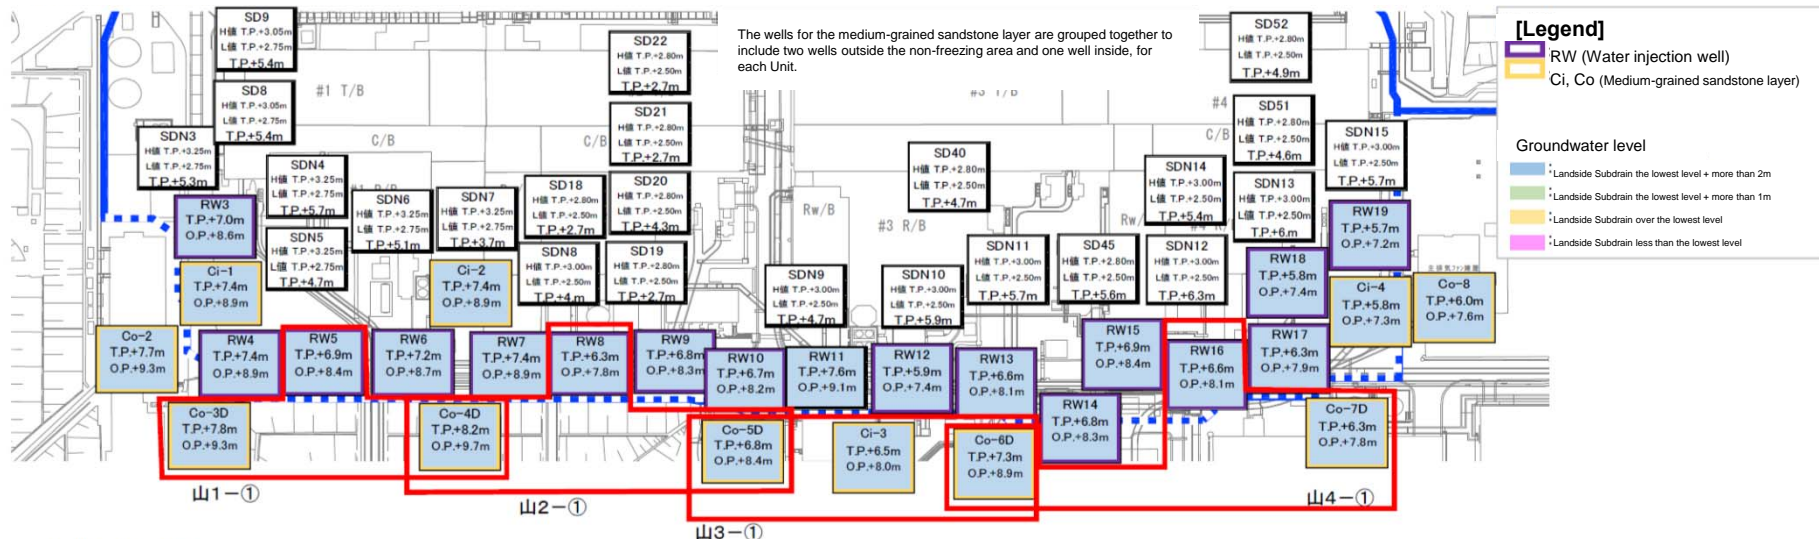 SD9
H値 T.P.+3.05m
L値 T.P.+2.75m
T.P.+5.4m
SD8
H値 T.P.+3.05m
L値 T.P.+2.75m
T.P.+5.4m
SDN3
H値 T.P.+3.25m
L値 T.P.+2.75m
T.P.+5.3m
SDN4
H値 T.P.+3.25m
L値 T.P.+2.75m
T.P.+5.7m
SDN5
H値 T.P.+3.25m
L値 T.P.+2.75m
T.P.+4.7m
SDN6
H値 T.P.+3.25m
L値 T.P.+2.75m
T.P.+5.1m
SDN7
H値 T.P.+3.25m
L値 T.P.+2.75m
T.P.+3.7m
SD22
H値 T.P.+2.80m
L値 T.P.+2.50m
T.P.+2.7m
SD21
H値 T.P.+2.80m
L値 T.P.+2.50m
T.P.+2.7m
SD18
H値 T.P.+2.80m
L値 T.P.+2.50m
T.P.+2.7m
SD20
H値 T.P.+2.80m
L値 T.P.+2.50m
T.P.+4.3m
SDN8
H値 T.P.+3.00m
L値 T.P.+2.50m
T.P.+4.m
SD19
H値 T.P.+2.80m
L値 T.P.+2.50m
T.P.+2.7m
The wells for the medium-grained sandstone layer are grouped together to
include two wells outside the non-freezing area and one well inside, for
each Unit.
SD40
H値 T.P.+2.80m
L値 T.P.+2.50m
T.P.+4.7m
SDN9
H値 T.P.+3.00m
L値 T.P.+2.50m
T.P.+4.7m
SDN10
H値 T.P.+3.00m
L値 T.P.+2.50m
T.P.+5.9m
SDN11
H値 T.P.+3.00m
L値 T.P.+2.50m
T.P.+5.7m
SD45
H値 T.P.+2.80m
L値 T.P.+2.50m
T.P.+5.6m
SDN12
H値 T.P.+3.00m
L値 T.P.+2.50m
T.P.+6.3m
SDN14
H値 T.P.+3.00m
L値 T.P.+2.50m
T.P.+5.4m
SD52
H値 T.P.+2.80m
L値 T.P.+2.50m
T.P.+4.9m
SD51
H値 T.P.+2.80m
L値 T.P.+2.50m
T.P.+4.6m
SDN13
H値 T.P.+3.00m
L値 T.P.+2.50m
T.P.+6.m
SDN15
H値 T.P.+3.00m
L値 T.P.+2.50m
T.P.+5.7m
#1 T/B
C/B
C/B
Rw/B
#3 R/B
#3 T/B
#4
C/B
RW3
T.P.+7.0m
O.P.+8.6m
Ci-1
T.P.+7.4m
O.P.+8.9m
Co-2
T.P.+7.7m
O.P.+9.3m
RW4
T.P.+7.4m
O.P.+8.9m
RW5
T.P.+6.9m
O.P.+8.4m
RW6
T.P.+7.2m
O.P.+8.7m
Ci-2
T.P.+7.4m
O.P.+8.9m
RW7
T.P.+7.4m
O.P.+8.9m
RW8
T.P.+6.3m
O.P.+7.8m
RW9
T.P.+6.8m
O.P.+8.3m
RW10
T.P.+6.7m
O.P.+8.2m
RW11
T.P.+7.6m
O.P.+9.1m
RW12
T.P.+5.9m
O.P.+7.4m
RW13
T.P.+6.6m
O.P.+8.1m
RW14
T.P.+6.8m
O.P.+8.3m
RW15
T.P.+6.9m
O.P.+8.4m
RW16
T.P.+6.6m
O.P.+8.1m
RW17
T.P.+6.3m
O.P.+7.9m
RW18
T.P.+5.8m
O.P.+7.4m
RW19
T.P.+5.7m
O.P.+7.2m
Ci-4
T.P.+5.8m
O.P.+7.3m
Co-8
T.P.+6.0m
O.P.+7.6m
Co-3D
T.P.+7.8m
O.P.+9.3m
Co-4D
T.P.+8.2m
O.P.+9.7m
Co-5D
T.P.+6.8m
O.P.+8.4m
Ci-3
T.P.+6.5m
O.P.+8.0m
Co-6D
T.P.+7.3m
O.P.+8.9m
Co-7D
T.P.+6.3m
O.P.+7.8m
山1-①
山2-①
山3-①
山4-①
[Legend]
RW (Water injection well)
Ci, Co (Medium-grained sandstone layer)
Groundwater level
Landside Subdrain the lowest level + more than 2m
Landside Subdrain the lowest level + more than 1m
Landside Subdrain over the lowest level
Landside Subdrain less than the lowest level